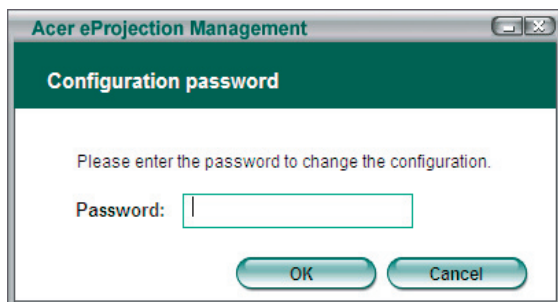 Acer eProjection Management
Configuration password
Please enter the password to change the configuration.
Password:
OK Cancel